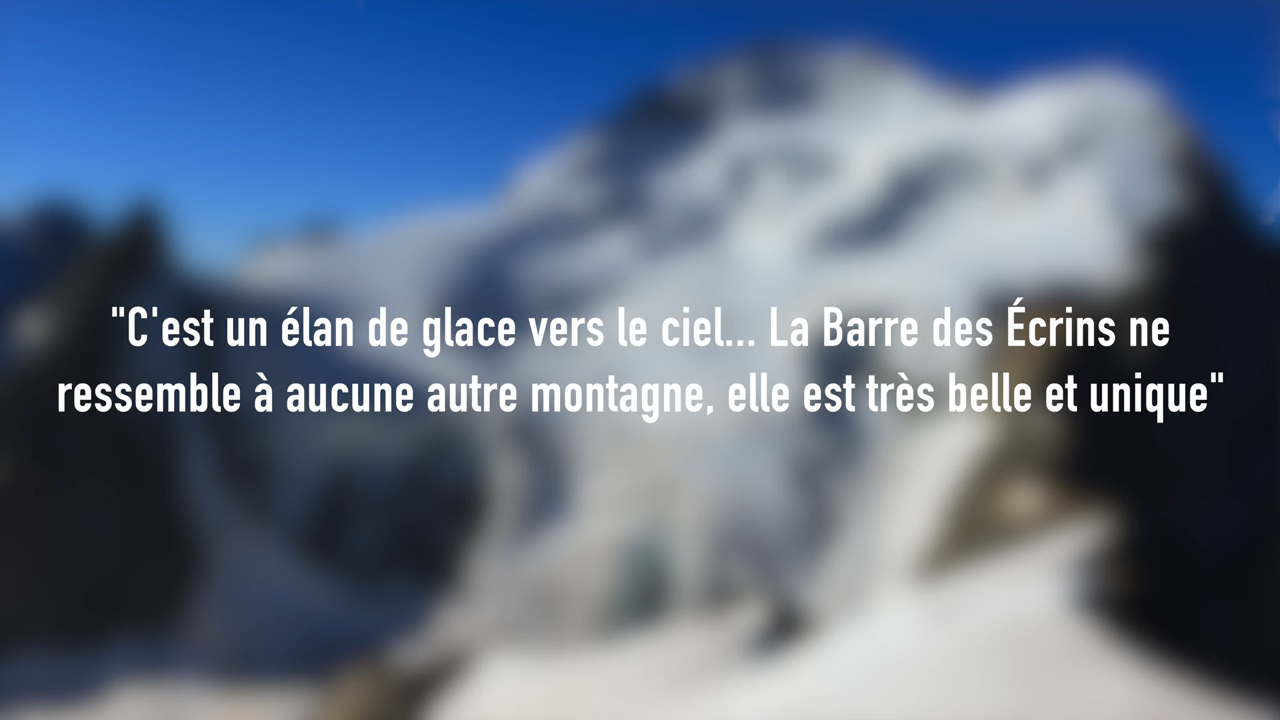 "C'est un élan de glace vers le ciel... La Barre des Écrins ne
ressemble à aucune autre montagne, elle est très belle et unique"